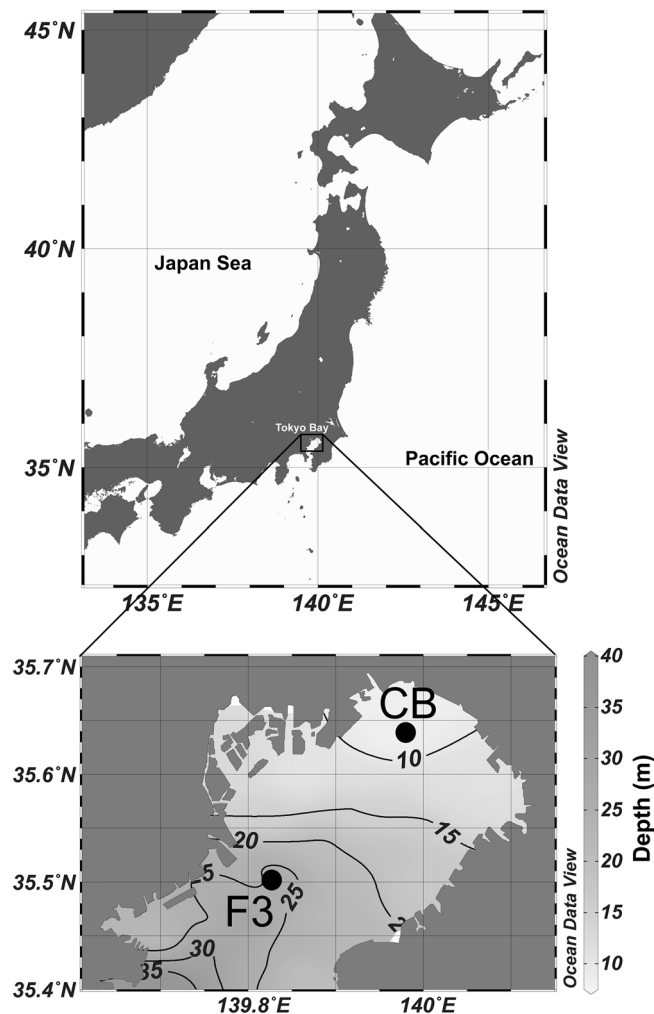 45˚N
Japan Sea
40˚N
Tokyo Bay
Pacific Ocean
35˚N
Ocean Data View
135˚E 140˚E 145˚E
35.7˚N
CB
10
35.6˚N
15
20
35.5˚N
5
25
F3
2
30
35
35.4˚N
139.8˚E 140˚E
Ocean Data View
40
35
30
25
20
15
10
Depth (m)